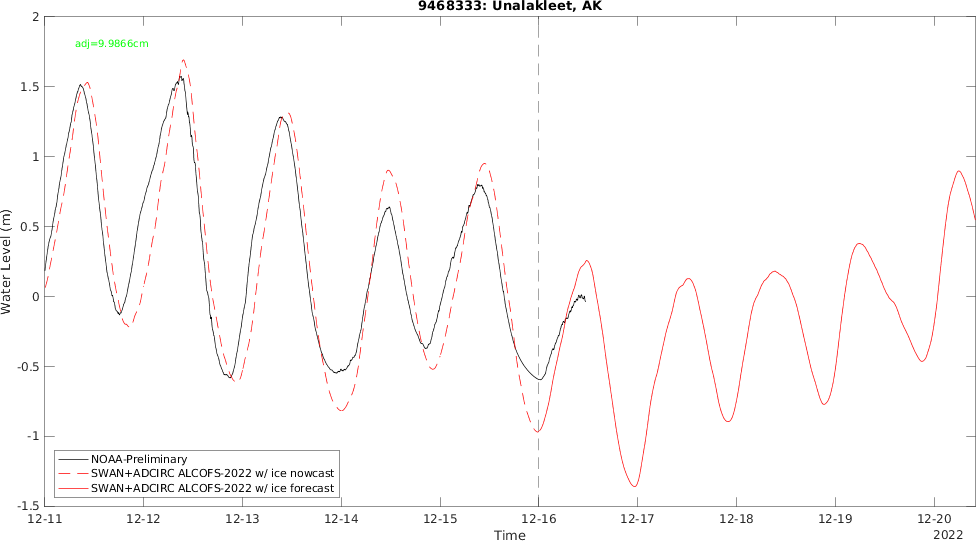 9468333: Unalakleet, AK
adj=9.9866cm
2
1.5
1
0.5
0
-0.5
-1
-1.5
Water Level (m)
NOAA-Preliminary
SWAN+ADCIRC ALCOFS-2022 w/ ice nowcast
SWAN+ADCIRC ALCOFS-2022 w/ ice forecast
12-11 12-12 12-13 12-14 12-15 12-16 12-17 12-18 12-19 12-20
Time
2022